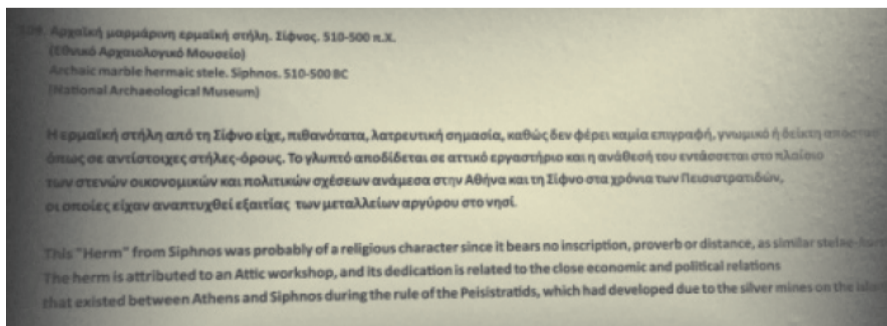 109. Αρχαϊκή μαρμάρινη ερμαϊκή στήλη. Σίφνος. 510-500 π.Χ.
(Εθνικό Αρχαιολογικό Μουσείο)
Archaic marble hermaic stele. Siphnos. 510-500 BC
(National Archaeological Museum)
Η ερμαϊκή στήλη από τη Σίφνο είχε, πιθανότατα, λατρευτική σημασία, καθώς δεν φέρει καμία επιγραφή, γνωμικό ή δείκτη
όπως σε αντίστοιχες στήλες-όρους. Το γλυπτό αποδίδεται σε αττικό εργαστήριο και η ανάθεσή του εντάσσεται στο πλαίσιο
των στενών οικονομικών και πολιτικών σχέσεων ανάμεσα στην Αθήνα και τη Σίφνο στα χρόνια των Πεισιστρατιδών,
οι οποίες είχαν αναπτυχθεί εξαιτίας των μεταλλείων αργύρου στο νησί.
This "Herm" from Siphnos was probably of a religious character since it bears no inscription, proverb or distance, as similar
The herm is attributed to an Attic workshop, and its dedication is related to the close economic and political relations
that existed between Athens and Siphnos during the rule of the Peisistratids, which had developed due to the silver mines on the